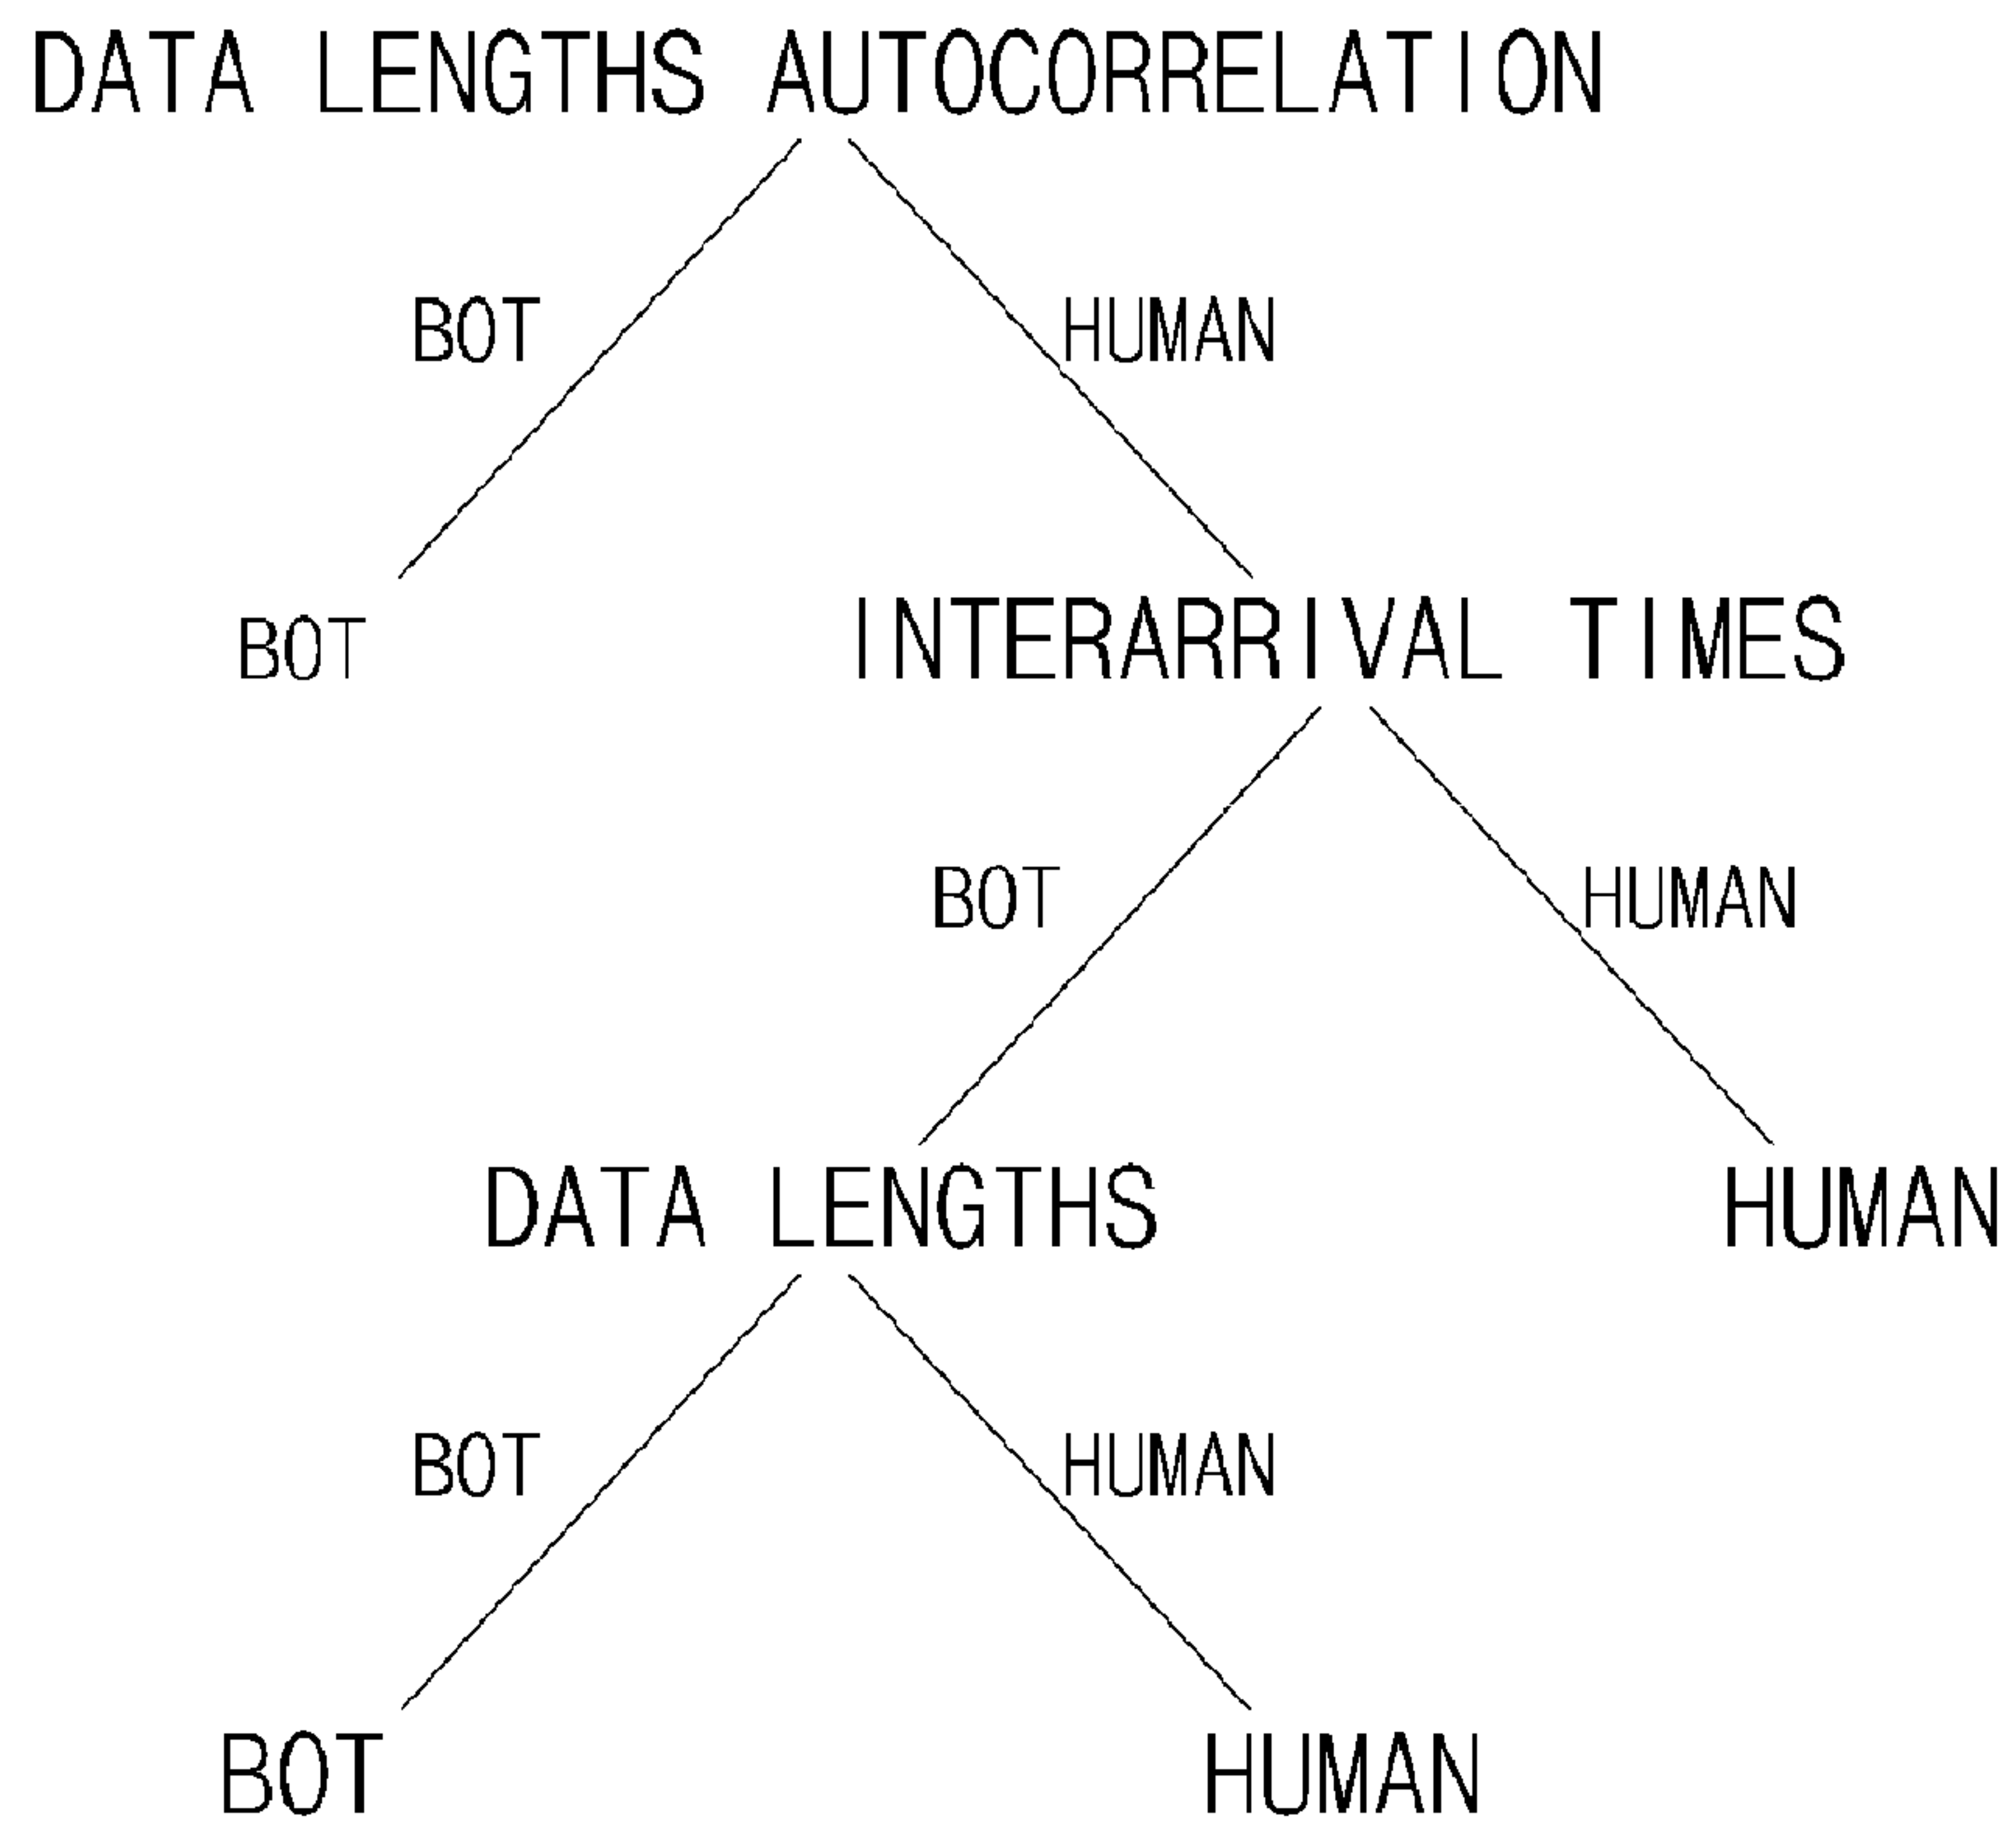 DATA LENGTHS AUTOCORRELATION
BOT HUMAN
BOT INTERARRIVAL TIMES
BOT HUMAN
DATA LENGTHS HUMAN
BOT HUMAN
BOT HUMAN